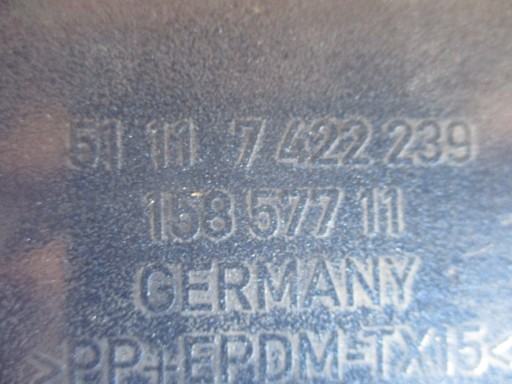 51 11 7 422 239
158 577 11
GERMANY
>PP+EPDM-TX15<